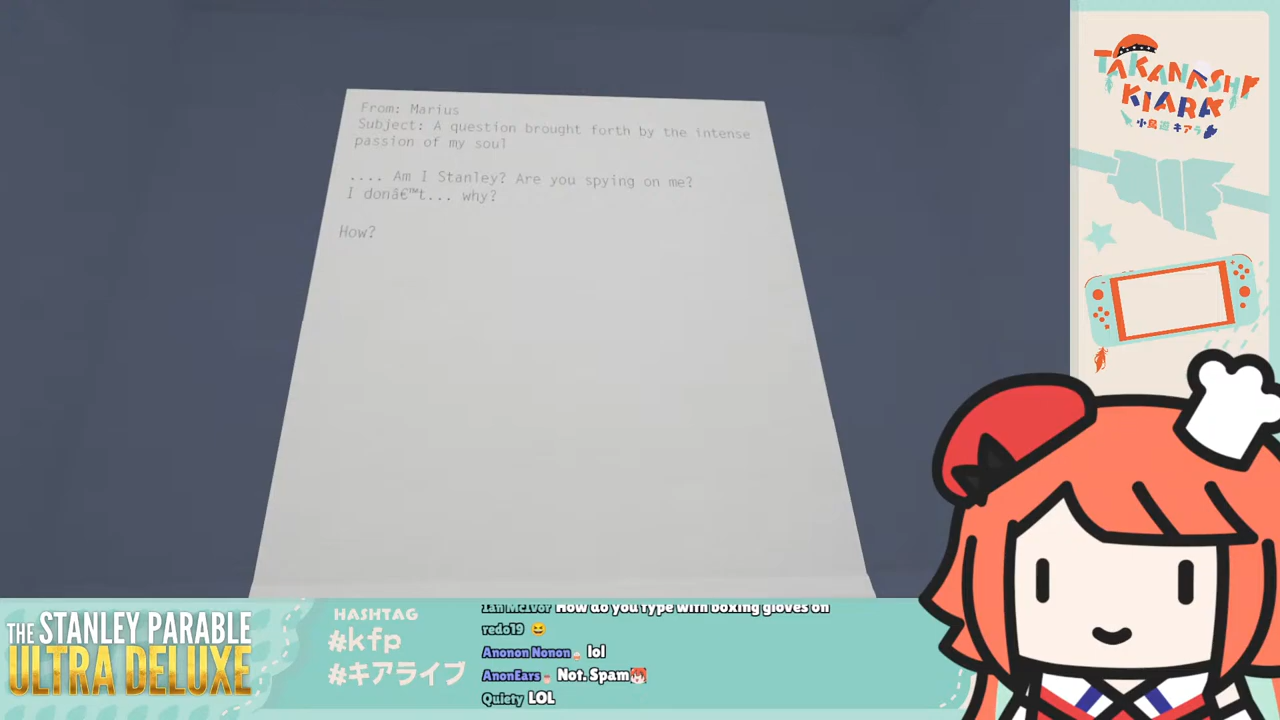 From: Marius
Subject: A question brought forth by the intense
passion of my soul
.... Am I Stanley? Are you spying on me?
I donâ€™t... why?
How?
TAKANASHI
KIARA
小鳥遊 キアラ
THE STANLEY PARABLE
ULTRA DELUXE
HASHTAG
#kfp
#キアライブ
Ian McIvor How do you type with boxing gloves on
redo19 😆
Anonon Nonon lol
AnonEars Not. Spam
Quiety LOL